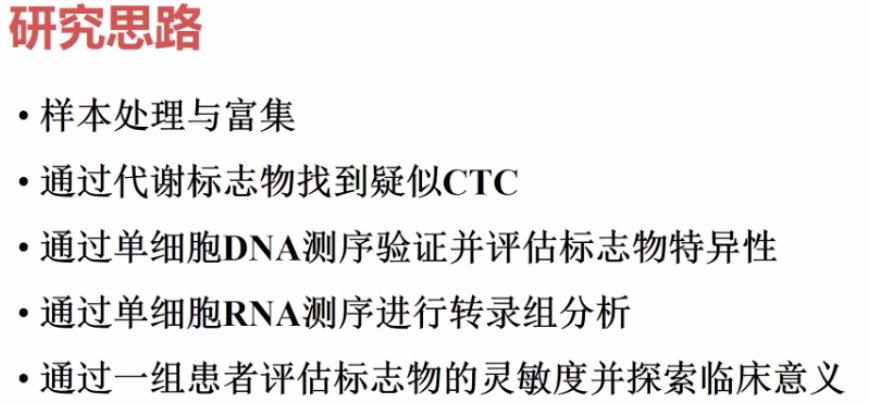 研究思路
• 样本处理与富集
• 通过代谢标志物找到疑似CTC
• 通过单细胞DNA测序验证并评估标志物特异性
• 通过单细胞RNA测序进行转录组分析
• 通过一组患者评估标志物的灵敏度并探索临床意义